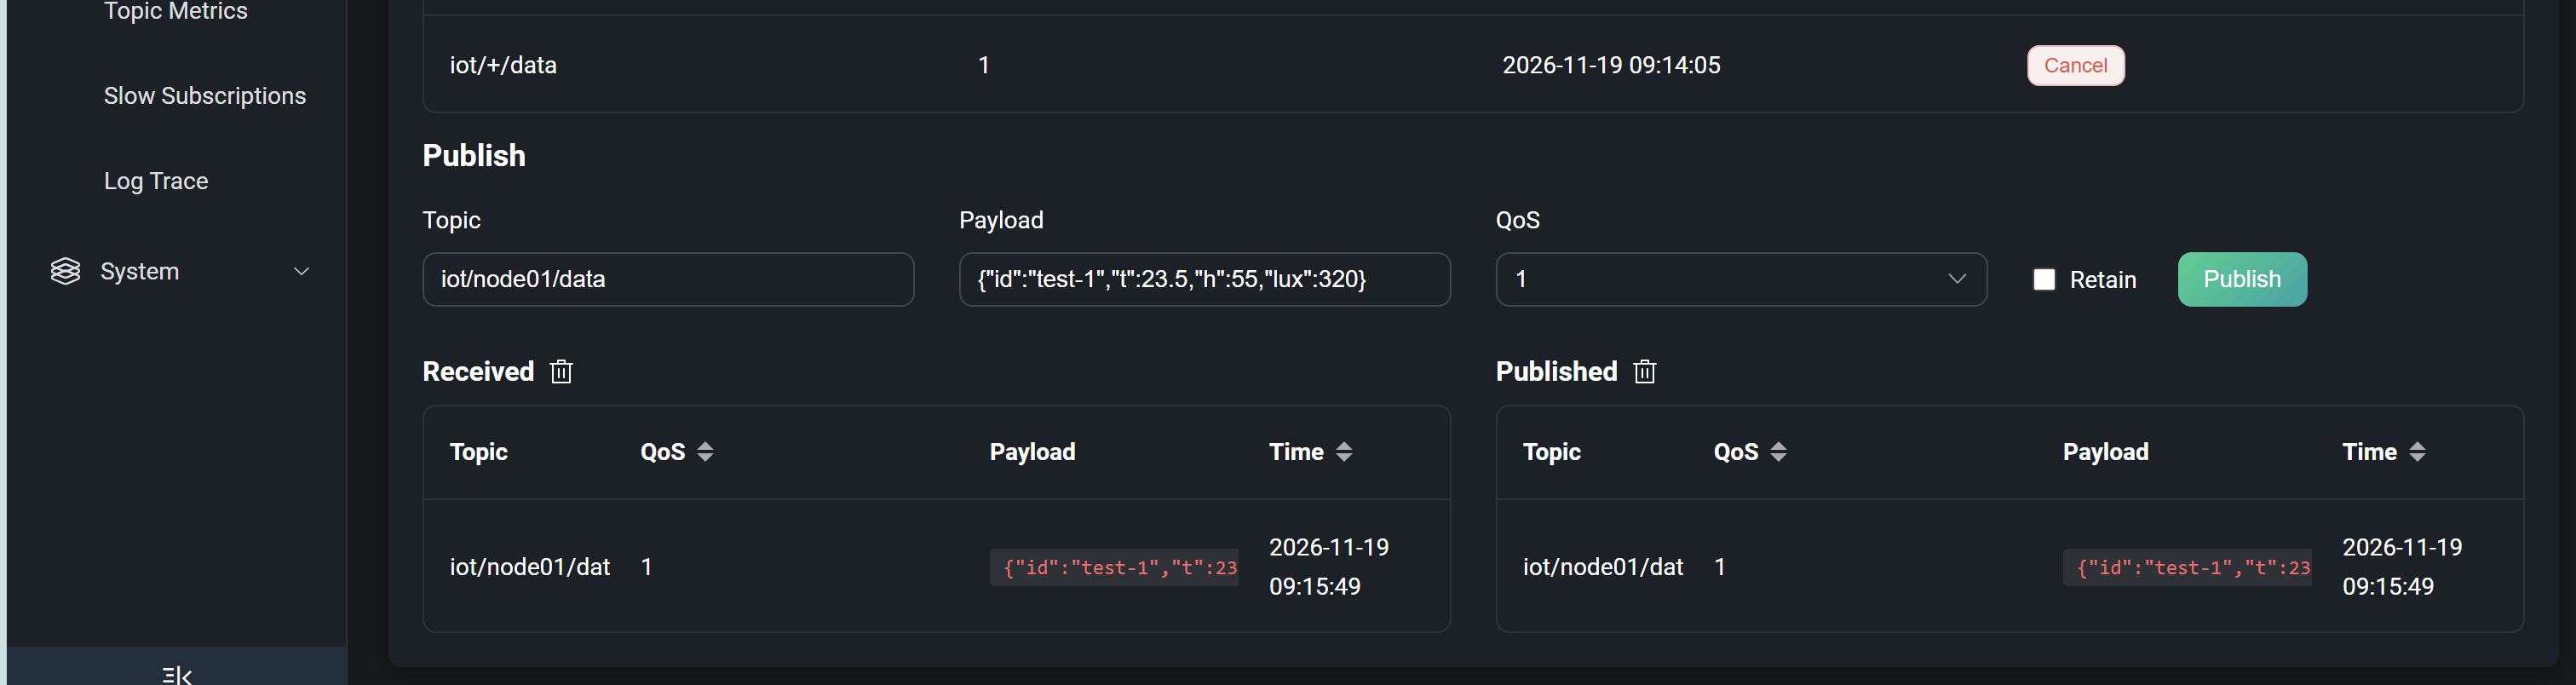 Topic Metrics
Slow Subscriptions
Log Trace
System
iot/+/data 1 2026-11-19 09:14:05 Cancel
Publish
Topic Payload QoS
iot/node01/data {"id":"test-1","t":23.5,"h":55,"lux":320} 1 Retain Publish
Received
Topic QoS Payload Time
iot/node01/dat 1 {"id":"test-1","t":23 2026-11-19
09:15:49
Published
Topic QoS Payload Time
iot/node01/dat 1 {"id":"test-1","t":23 2026-11-19
09:15:49